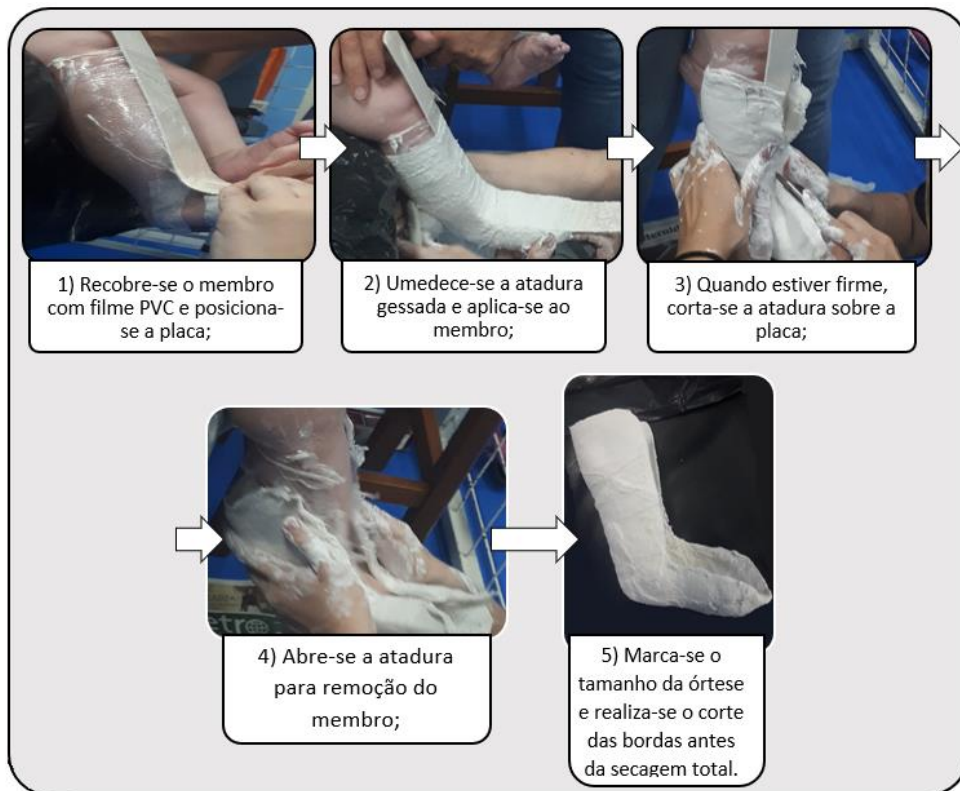 1) Recobre-se o membro
com filme PVC e posiciona-
se a placa;
2) Umedece-se a atadura
gessada e aplica-se ao
membro;
3) Quando estiver firme,
corta-se a atadura sobre a
placa;
etr
4) Abre-se a atadura
para remoção do
membro;
5) Marca-se o
tamanho da órtese
e realiza-se o corte
das bordas antes
da secagem total.